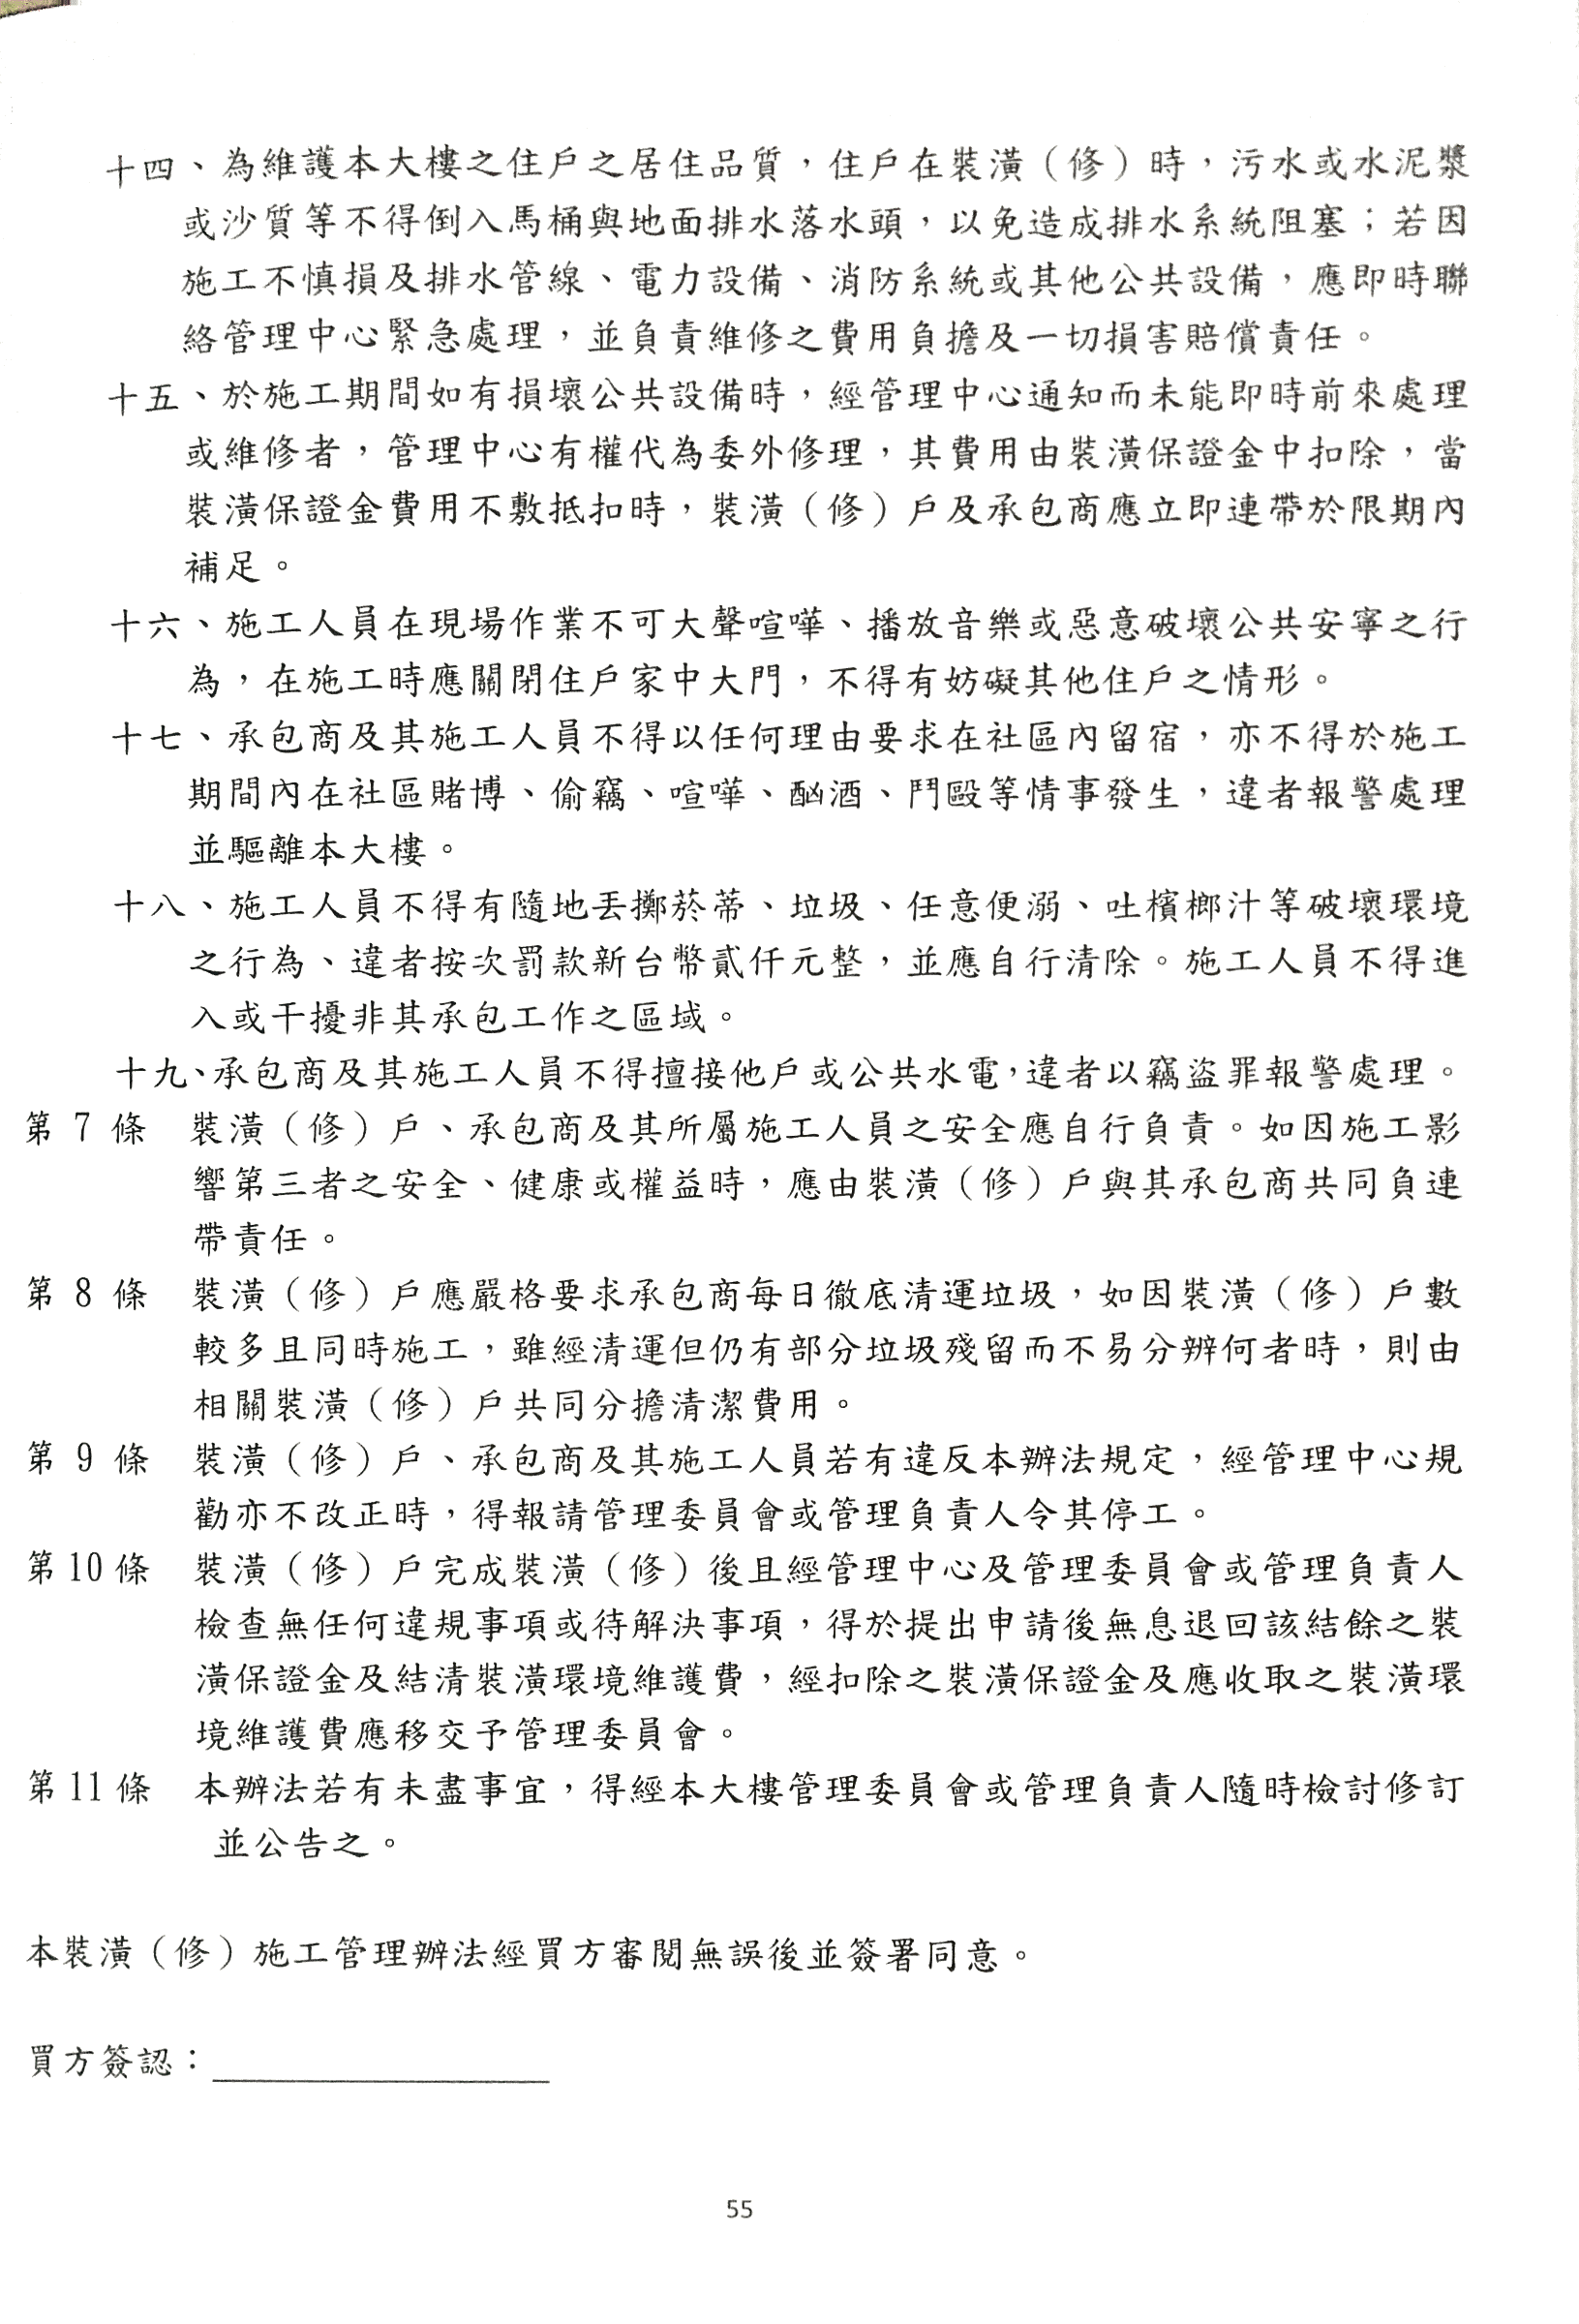 十四、為維護本大樓之住戶之居住品質，住戶在裝潢（修）時，污水或水泥漿
或沙質等不得倒入馬桶與地面排水落水頭，以免造成排水系統阻塞；若因
施工不慎損及排水管線、電力設備、消防系統或其他公共設備，應即時聯
絡管理中心緊急處理，並負責維修之費用負擔及一切損害賠償責任。
十五、於施工期間如有損壞公共設備時，經管理中心通知而未能即時前來處理
或維修者，管理中心有權代為委外修理，其費用由裝潢保證金中扣除，當
裝潢保證金費用不敷抵扣時，裝潢（修）戶及承包商應立即連帶於限期內
補足。
十六、施工人員在現場作業不可大聲喧嘩、播放音樂或惡意破壞公共安寧之行
為，在施工時應關閉住戶家中大門，不得有妨礙其他住戶之情形。
十七、承包商及其施工人員不得以任何理由要求在社區內留宿，亦不得於施工
期間內在社區賭博、偷竊、喧嘩、酗酒、鬥毆等情事發生，違者報警處理
並驅離本大樓。
十八、施工人員不得有隨地丟擲菸蒂、垃圾、任意便溺、吐檳榔汁等破壞環境
之行為、違者按次罰款新台幣貳仟元整，並應自行清除。施工人員不得進
入或干擾非其承包工作之區域。
十九、承包商及其施工人員不得擅接他戶或公共水電，違者以竊盜罪報警處理。
第 7 條 裝潢（修）戶、承包商及其所屬施工人員之安全應自行負責。如因施工影
響第三者之安全、健康或權益時，應由裝潢（修）戶與其承包商共同負連
帶責任。
第 8 條 裝潢（修）戶應嚴格要求承包商每日徹底清運垃圾，如因裝潢（修）戶數
較多且同時施工，雖經清運但仍有部分垃圾殘留而不易分辨何者時，則由
相關裝潢（修）戶共同分擔清潔費用。
第 9 條 裝潢（修）戶、承包商及其施工人員若有違反本辦法規定，經管理中心規
勸亦不改正時，得報請管理委員會或管理負責人令其停工。
第10條 裝潢（修）戶完成裝潢（修）後且經管理中心及管理委員會或管理負責人
檢查無任何違規事項或待解決事項，得於提出申請後無息退回該結餘之裝
潢保證金及結清裝潢環境維護費，經扣除之裝潢保證金及應收取之裝潢環
境維護費應移交予管理委員會。
第11條 本辦法若有未盡事宜，得經本大樓管理委員會或管理負責人隨時檢討修訂
並公告之。
本裝潢（修）施工管理辦法經買方審閱無誤後並簽署同意。
買方簽認：
55